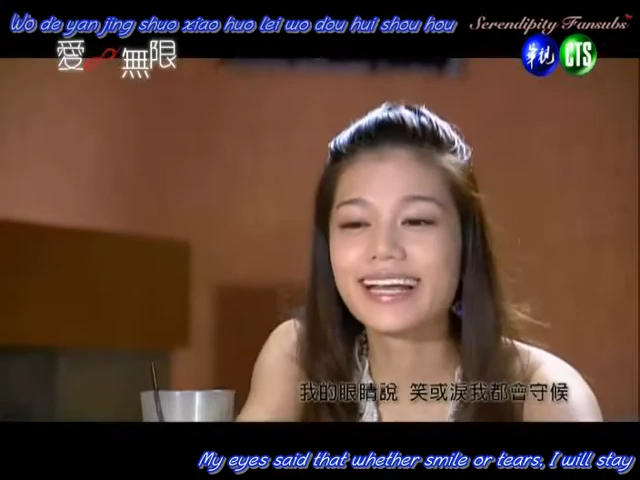 Wo de yan jing shuo xiao huo lei wo dou hui shou hou
Serendipity Fansubs
愛 無限
華視 CTS
我的眼睛說 笑或淚我都會守候
My eyes said that whether smile or tears, I will stay